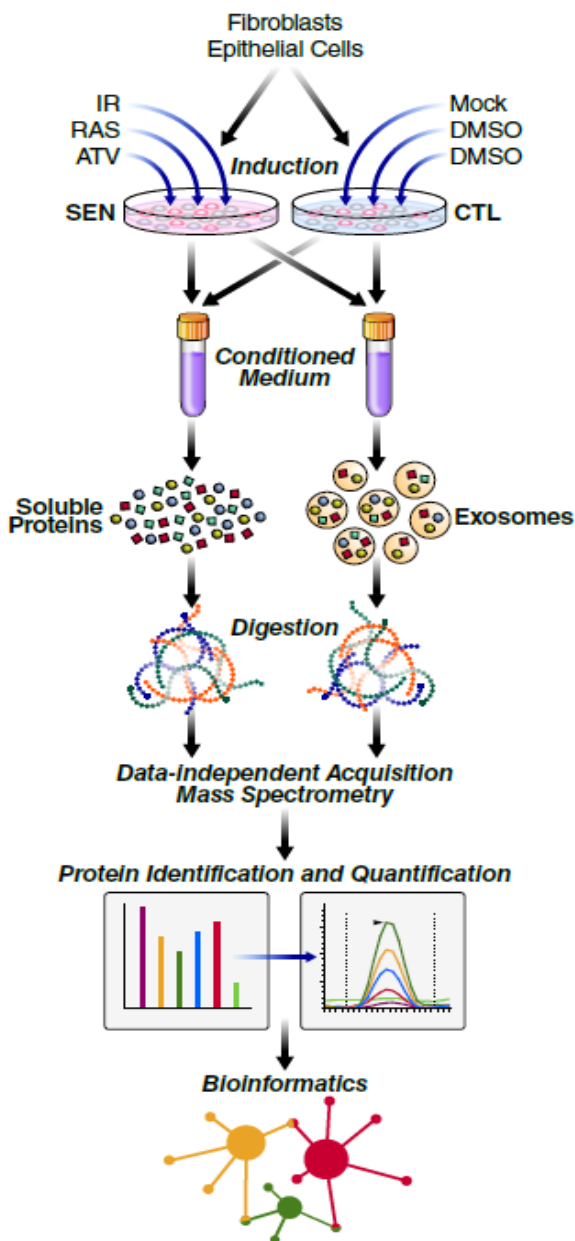 Fibroblasts
Epithelial Cells
IR
RAS
ATV
Mock
DMSO
DMSO
Induction
SEN
CTL
Conditioned
Medium
Soluble
Proteins
Exosomes
Digestion
Data-independent Acquisition
Mass Spectrometry
Protein Identification and Quantification
Bioinformatics